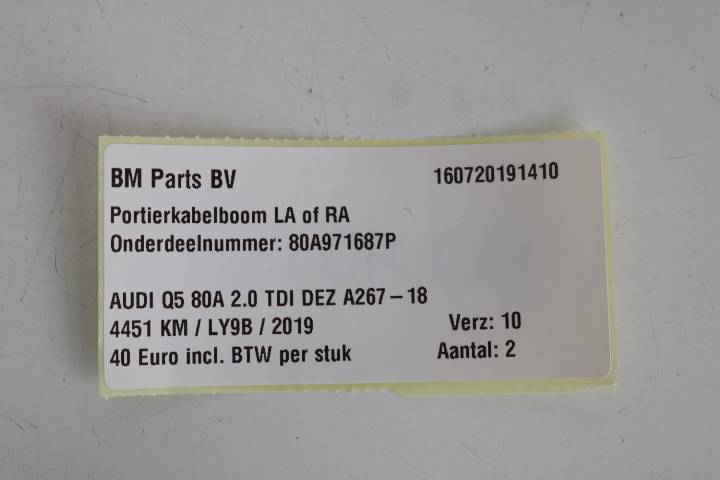 BM Parts BV 160720191410
Portierkabelboom LA of RA
Onderdeelnummer: 80A971687P
AUDI Q5 80A 2.0 TDI DEZ A267 – 18
4451 KM / LY9B / 2019 Verz: 10
40 Euro incl. BTW per stuk Aantal: 2